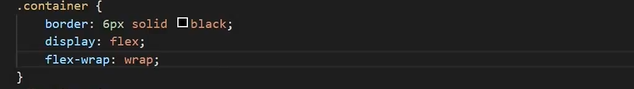 .container {
border: 6px solid black;
display: flex;
flex-wrap: wrap;
}